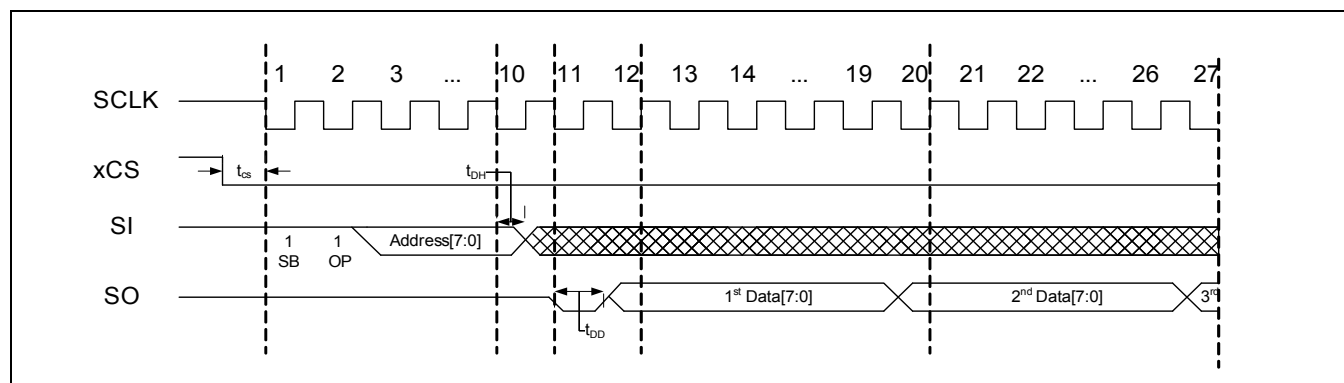 1 2 3 ... 10 11 12 13 14 ... 19 20 21 22 ... 26 27
SCLK
xCS
tCS
tDH
SI
1 1 Address[7:0]
SB OP
SO
1st Data[7:0] 2nd Data[7:0] 3rd
tDD